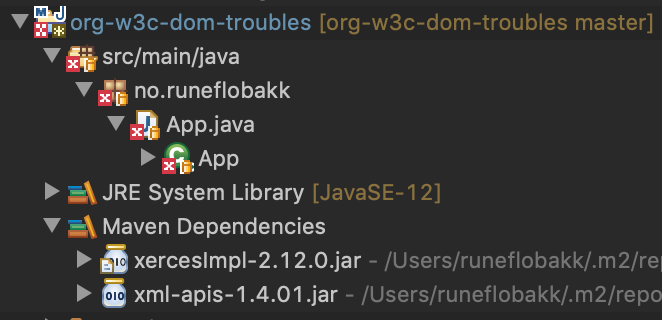 org-w3c-dom-troubles [org-w3c-dom-troubles master]
src/main/java
no.runeflobakk
App.java
App
JRE System Library [JavaSE-12]
Maven Dependencies
xercesImpl-2.12.0.jar - /Users/runeflobakk/.m2/rep
xml-apis-1.4.01.jar - /Users/runeflobakk/.m2/repo